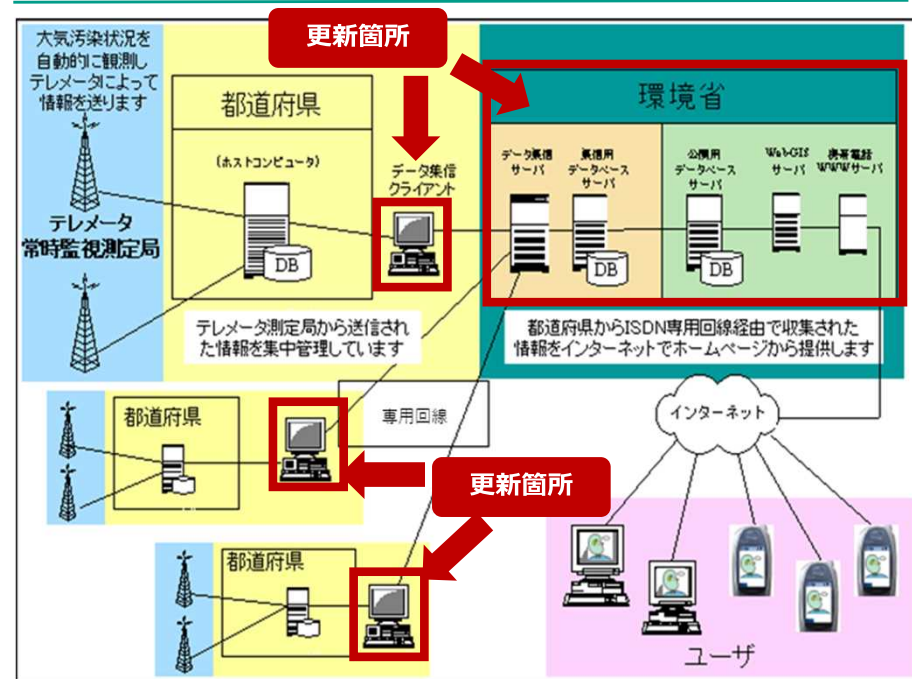 大気汚染状況を
自動的に観測し
テレメータによって
情報を送ります
更新箇所
都道府県
(ホストコンピュータ)
DB
データ集信
クライアント
テレメータ
常時監視測定局
テレメータ測定局から送信され
た情報を集中管理しています
環境省
データ集信
サーバ
集信用
データベース
サーバ
DB
公開用
データベース
サーバ
DB
WebGIS
サーバ
携帯電話
WWWサーバ
都道府県からISDN専用回線経由で収集された
情報をインターネットでホームページから提供します
都道府県
専用回線
インターネット
更新箇所
都道府県
ユーザ